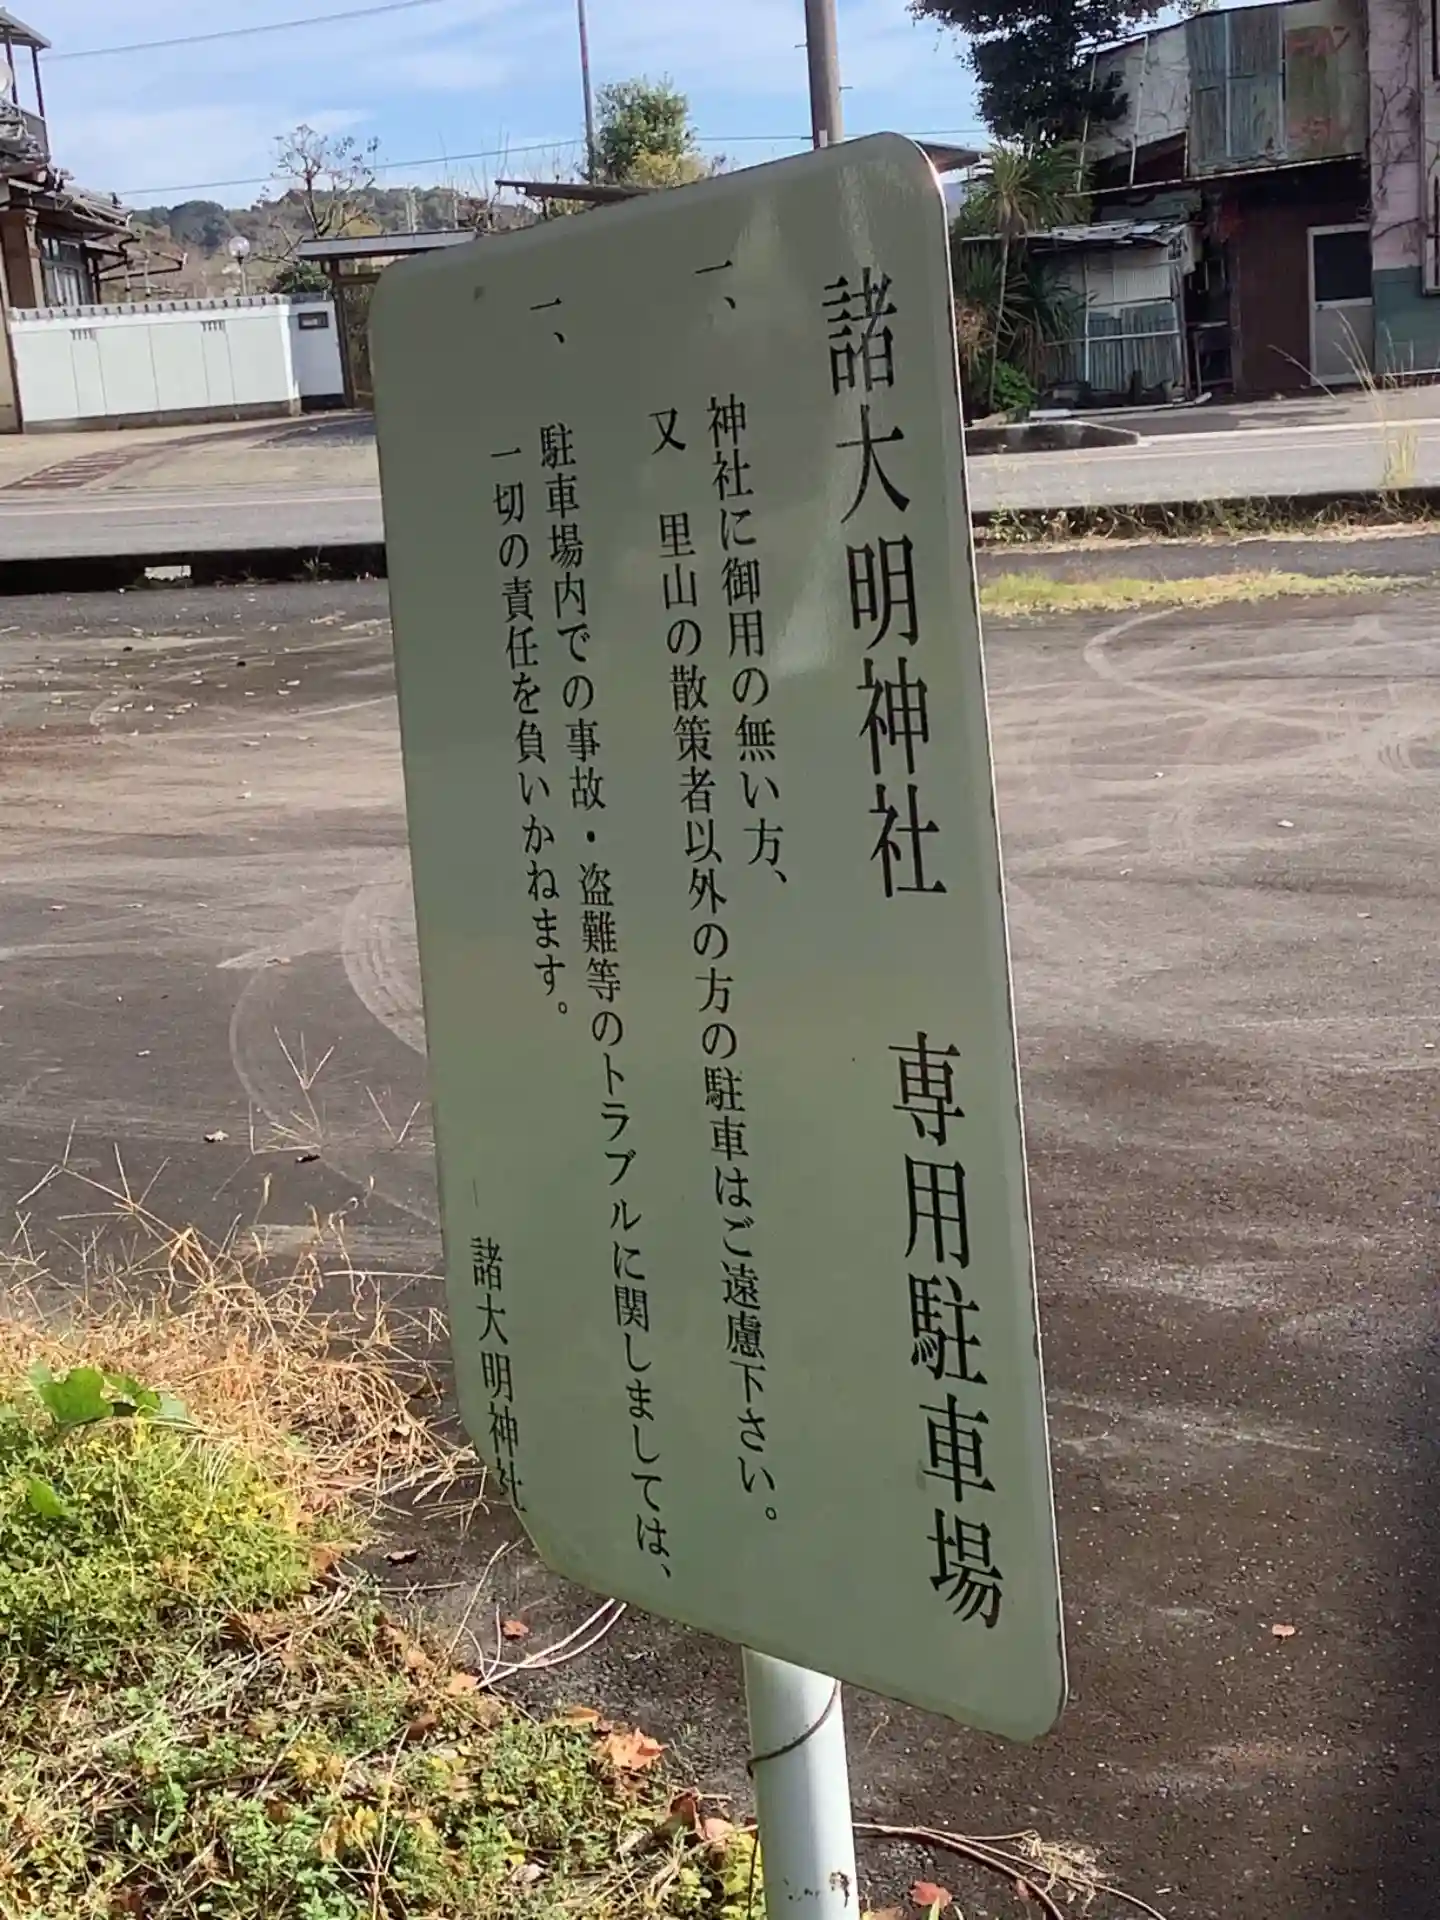 諸大明神社　専用駐車場
一、神社に御用の無い方、
又　里山の散策者以外の方の駐車はご遠慮下さい。
一、駐車場内での事故・盗難等のトラブルに関しましては、
一切の責任を負いかねます。
諸大明神社